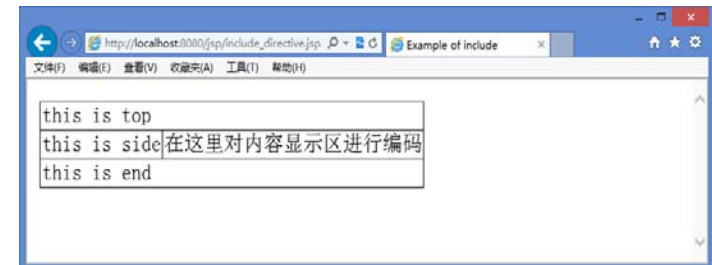 http://localhost:8080/jsp/include_directive.jsp
Example of include
文件(F) 编辑(E) 查看(V) 收藏夹(A) 工具(T) 帮助(H)
this is top
this is side 在这里对内容显示区进行编码
this is end